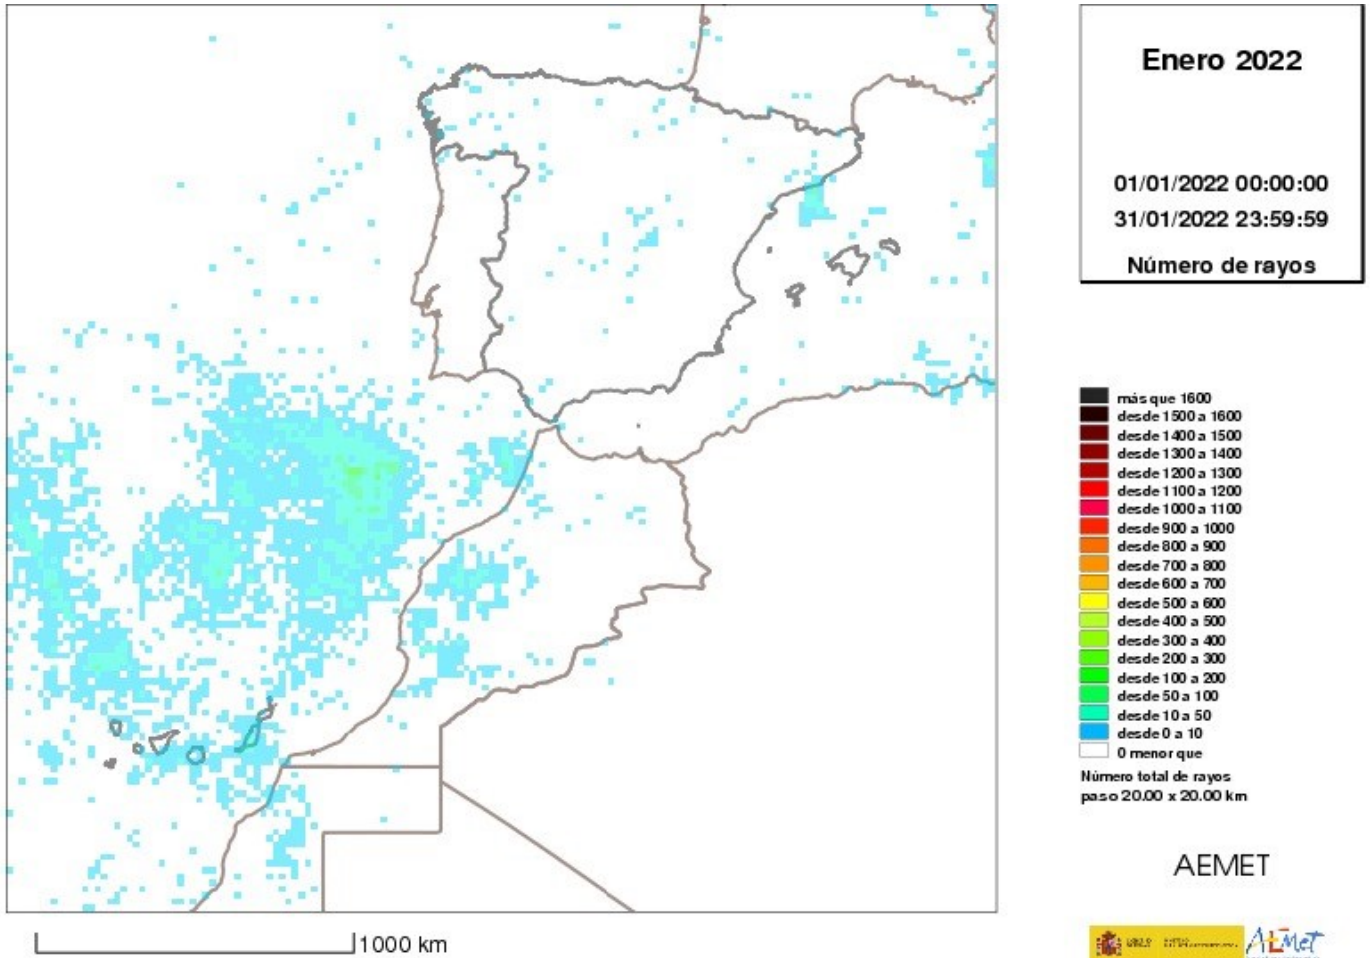 Enero 2022
01/01/2022 00:00:00
31/01/2022 23:59:59
Número de rayos
más que 1600
desde 1500 a 1600
desde 1400 a 1500
desde 1300 a 1400
desde 1200 a 1300
desde 1100 a 1200
desde 1000 a 1100
desde 900 a 1000
desde 800 a 900
desde 700 a 800
desde 600 a 700
desde 500 a 600
desde 400 a 500
desde 300 a 400
desde 200 a 300
desde 100 a 200
desde 50 a 100
desde 10 a 50
desde 0 a 10
0 menor que
Número total de rayos
paso 20.00 x 20.00 km
AEMET
1000 km
AEMet